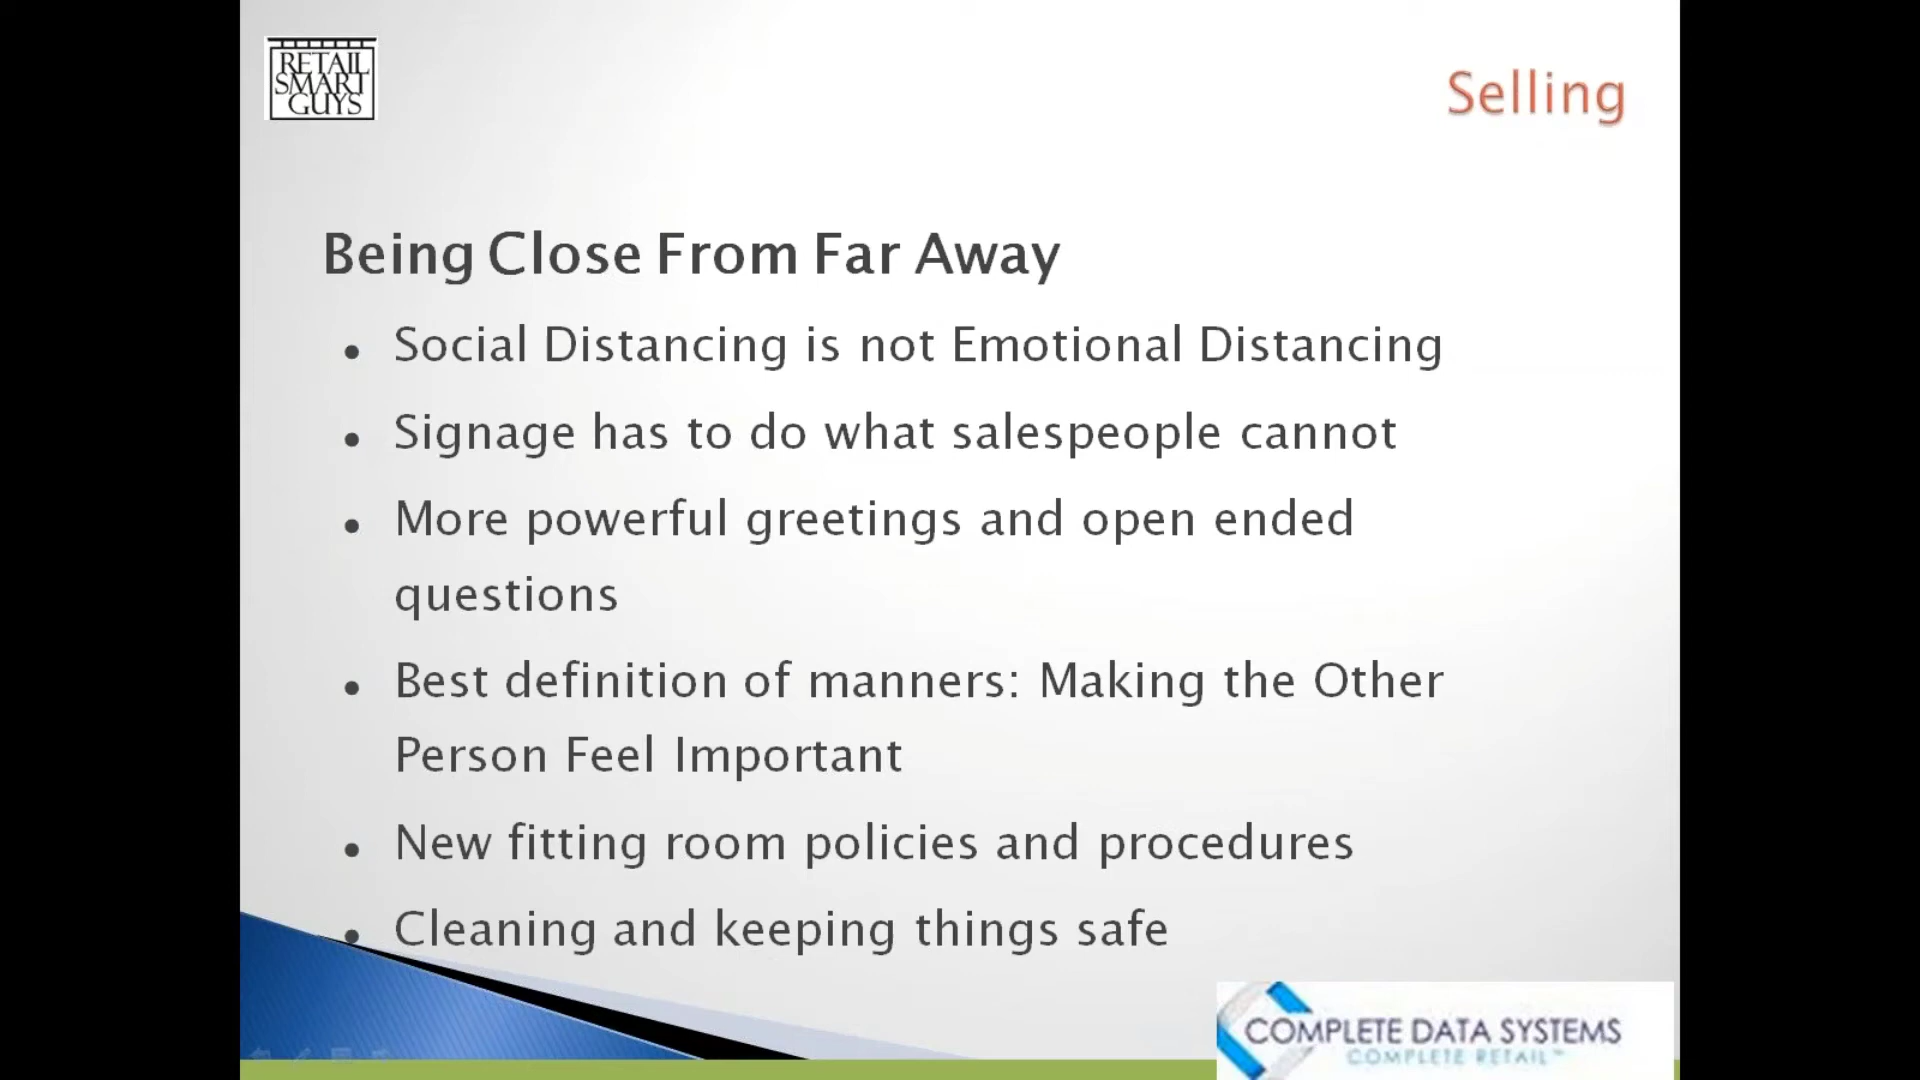 RETAIL
SMART
GUYS
Selling
Being Close From Far Away
• Social Distancing is not Emotional Distancing
• Signage has to do what salespeople cannot
• More powerful greetings and open ended
questions
• Best definition of manners: Making the Other
Person Feel Important
• New fitting room policies and procedures
• Cleaning and keeping things safe
COMPLETE DATA SYSTEMS
COMPLETE RETAIL™